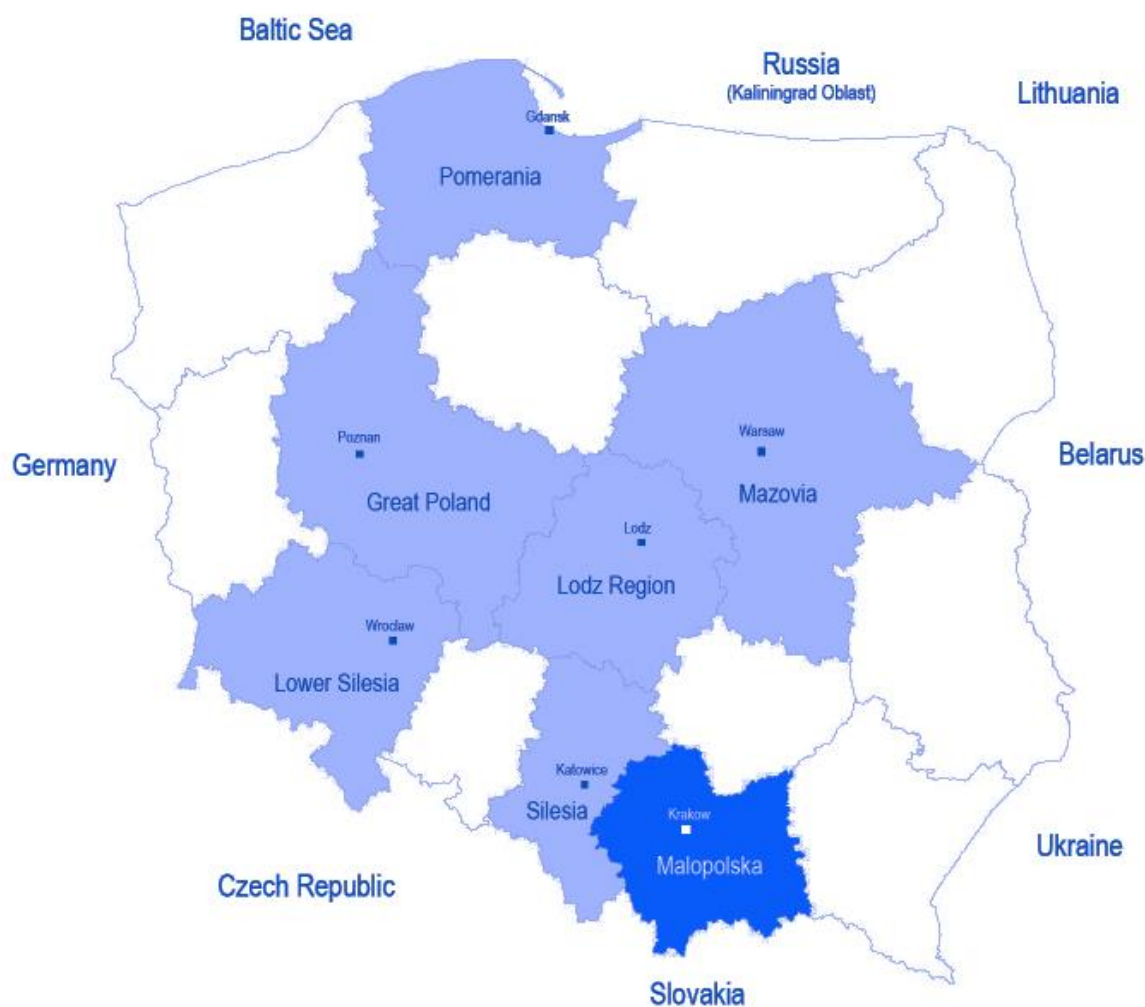 Baltic Sea
Russia
(Kaliningrad Oblast)
Lithuania
Gdansk
Pomerania
Poznan
Warsaw
Germany
Belarus
Great Poland
Mazovia
Lodz
Lodz Region
Wroclaw
Lower Silesia
Katowice
Silesia
Krakow
Malopolska
Ukraine
Czech Republic
Slovakia